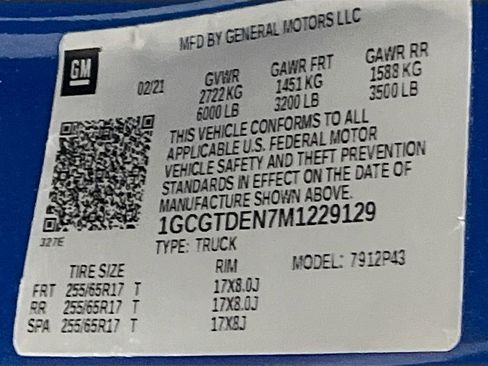 MFD BY GENERAL MOTORS LLC
GM
02/21 GVWR GAWR FRT GAWR RR
2722 KG 1451 KG 1588 KG
6000 LB 3200 LB 3500 LB
THIS VEHICLE CONFORMS TO ALL
APPLICABLE U.S. FEDERAL MOTOR
VEHICLE SAFETY AND THEFT PREVENTION
STANDARDS IN EFFECT ON THE DATE OF
MANUFACTURE SHOWN ABOVE.
1GCGTDEN7M1229129
327E
TYPE: TRUCK MODEL: 7912P43
TIRE SIZE RIM
FRT 255/65R17 T 17X8.0J
RR 255/65R17 T 17X8.0J
SPA 255/65R17 T 17X8J